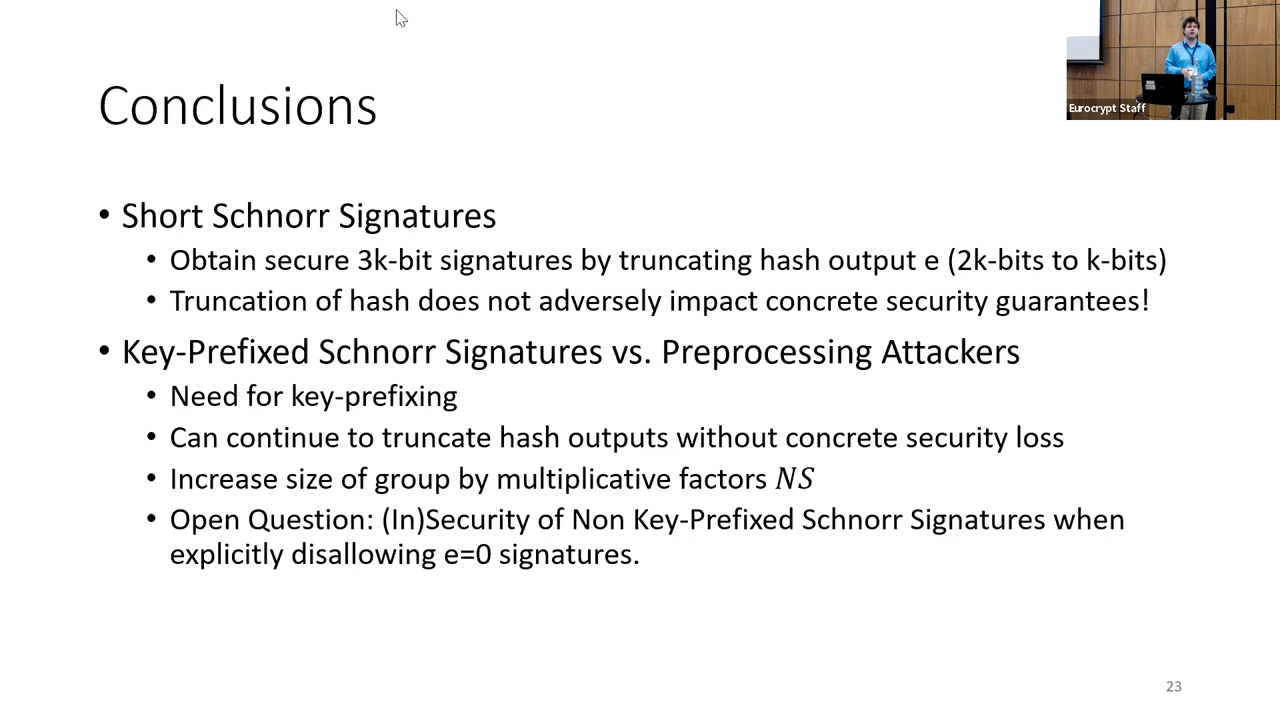 Eurocrypt Staff
Conclusions
• Short Schnorr Signatures
• Obtain secure 3k-bit signatures by truncating hash output e (2k-bits to k-bits)
• Truncation of hash does not adversely impact concrete security guarantees!
• Key-Prefixed Schnorr Signatures vs. Preprocessing Attackers
• Need for key-prefixing
• Can continue to truncate hash outputs without concrete security loss
• Increase size of group by multiplicative factors NS
• Open Question: (In)Security of Non Key-Prefixed Schnorr Signatures when
explicitly disallowing e=0 signatures.
23